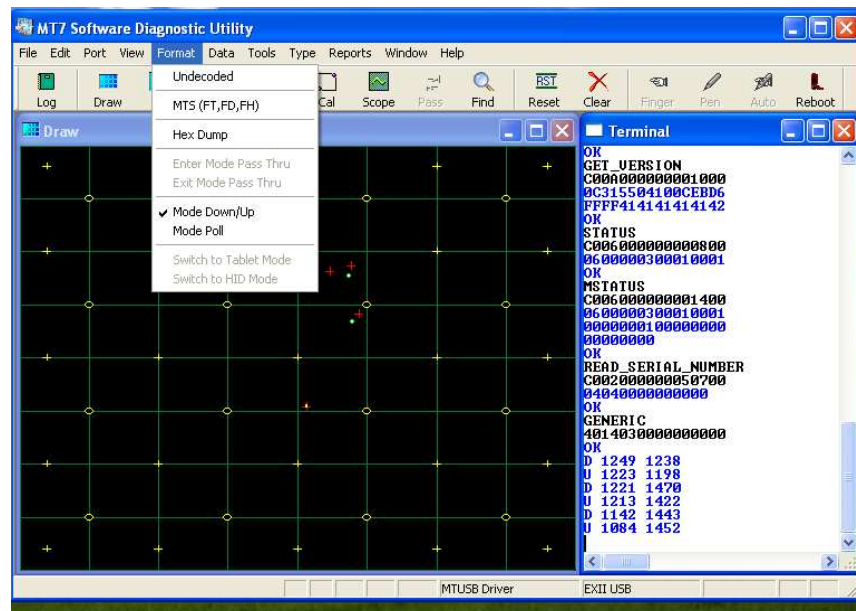 MT7 Software Diagnostic Utility
File Edit Port View Format Data Tools Type Reports Window Help
Log Draw Cal Scope Pass Find Reset Clear Finger Pen Auto Reboot
RST
Undecoded
MTS (FT,FD,FH)
Hex Dump
Enter Mode Pass Thru
Exit Mode Pass Thru
Mode Down/Up
Mode Poll
Switch to Tablet Mode
Switch to HID Mode
Draw
Terminal
OK
GET_VERSION
C00A000000001000
0C315504100CEBD6
FFFF414141414142
OK
STATUS
C006000000000800
0600000300010001
OK
MSTATUS
C006000000001400
0600000300010001
0000000100000000
00000000
OK
READ_SERIAL_NUMBER
C002000000050700
04040000000000
OK
GENERIC
4014030000000000
OK
D 1249 1238
U 1223 1198
D 1221 1470
U 1213 1422
D 1142 1443
U 1084 1452
MTUSB Driver
EXII USB